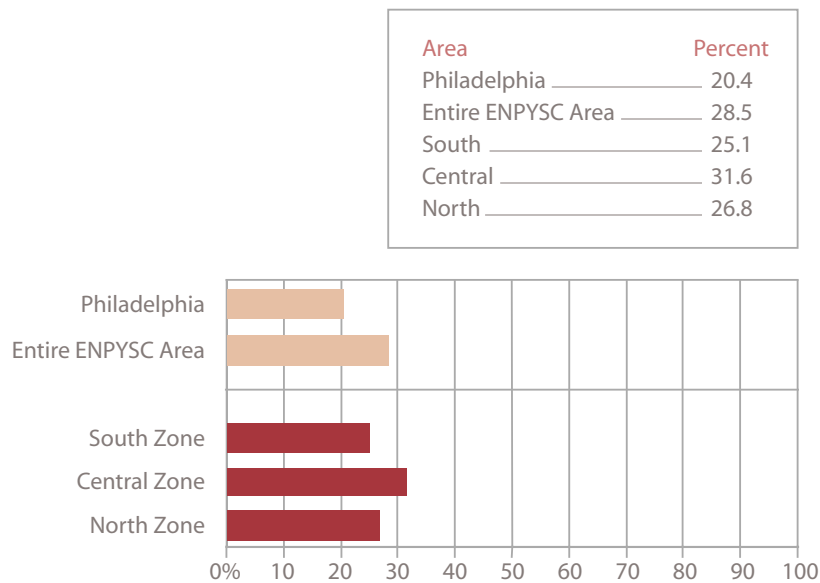 Area Percent
Philadelphia 20.4
Entire ENPYSC Area 28.5
South 25.1
Central 31.6
North 26.8
Philadelphia
Entire ENPYSC Area
South Zone
Central Zone
North Zone
0% 10 20 30 40 50 60 70 80 90 100